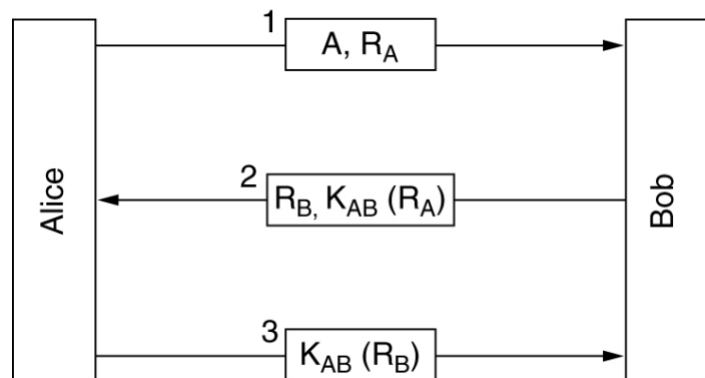 1
A, R_A
Alice
2
R_B, K_AB (R_A)
Bob
3
K_AB (R_B)